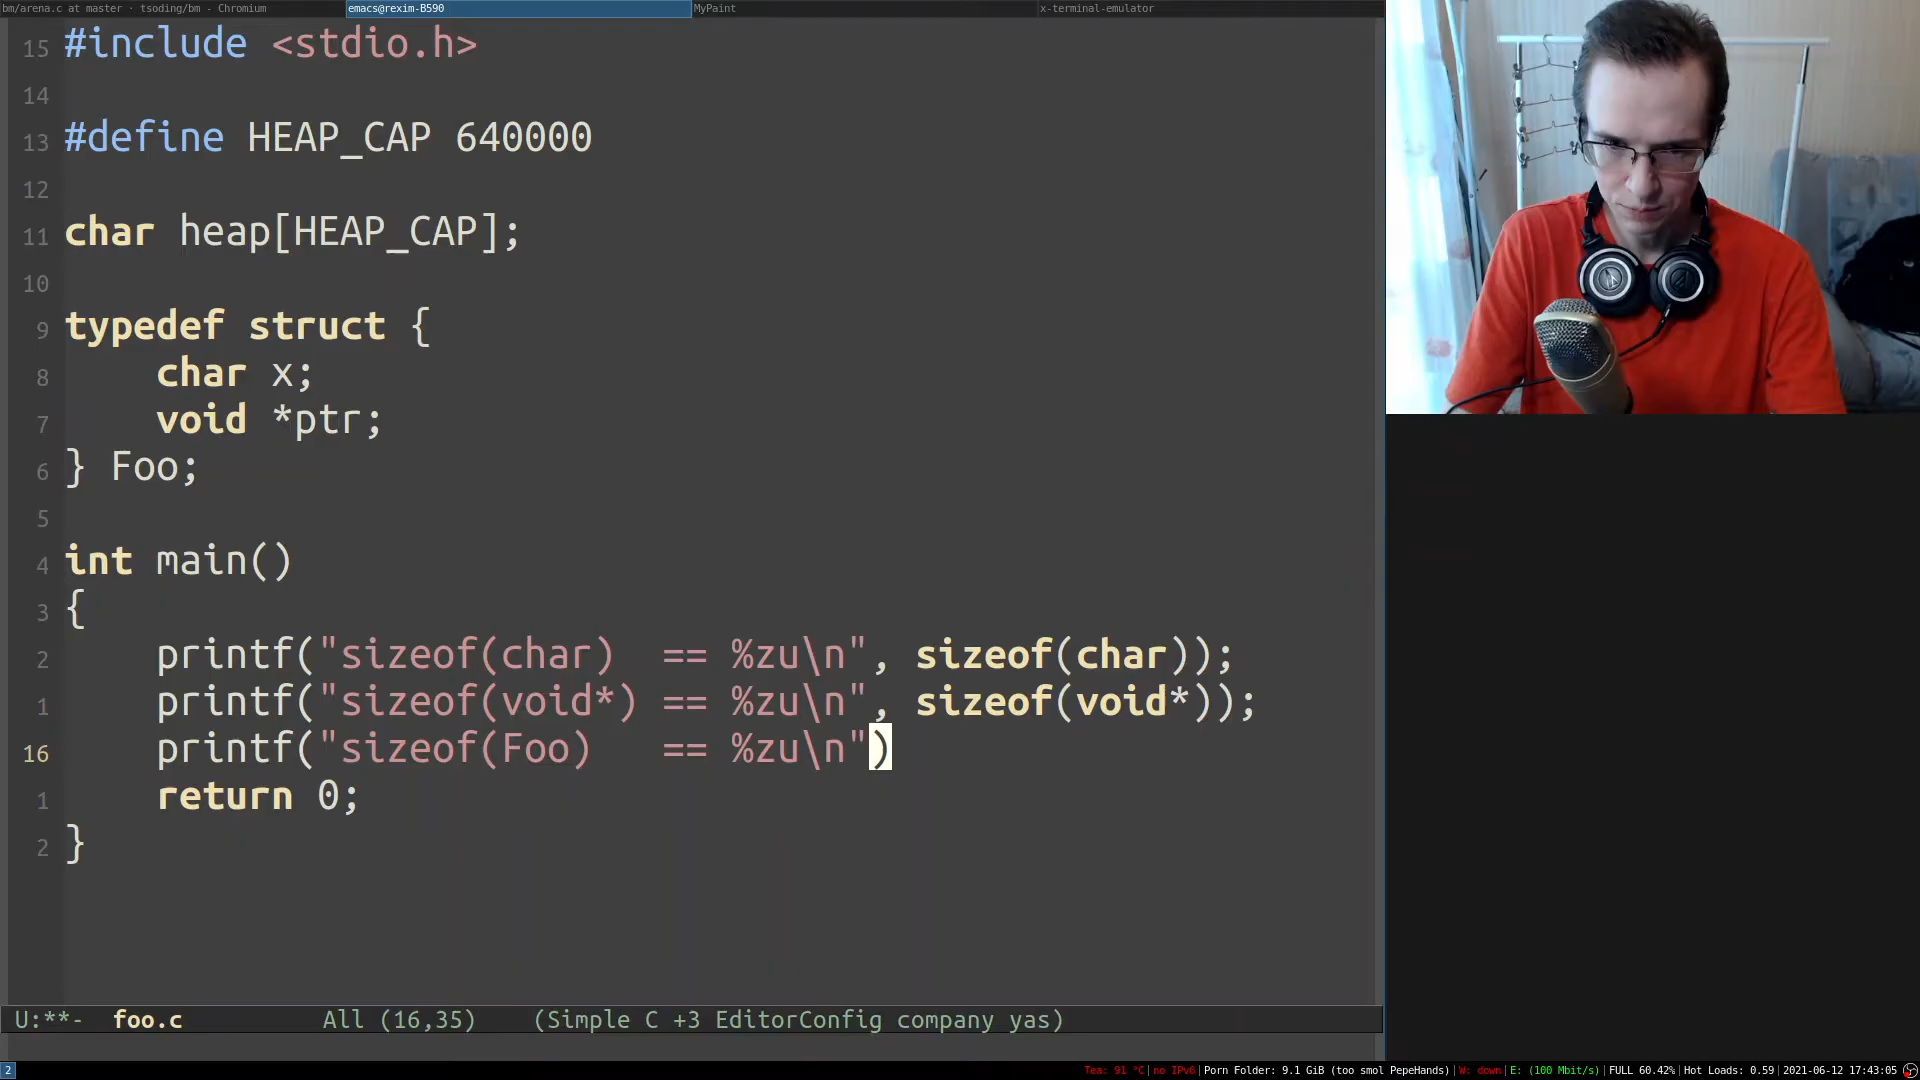 bm/arena.c at master · tsoding/bm - Chromium
emacs@rexim-B590
MyPaint
x-terminal-emulator
15 #include <stdio.h>
14
13 #define HEAP_CAP 640000
12
11 char heap[HEAP_CAP];
10
9 typedef struct {
8     char x;
7     void *ptr;
6 } Foo;
5
4 int main()
3 {
2     printf("sizeof(char)  == %zu\n", sizeof(char));
1     printf("sizeof(void*) == %zu\n", sizeof(void*));
16     printf("sizeof(Foo)   == %zu\n")
1     return 0;
2 }
U:**-  foo.c            All (16,35)     (Simple C +3 EditorConfig company yas)
2
Tea: 91 °C|no IPv6|Porn Folder: 9.1 GiB (too smol PepeHands)|W: down|E: (100 Mbit/s)|FULL 60.42%|Hot Loads: 0.59|2021-06-12 17:43:05